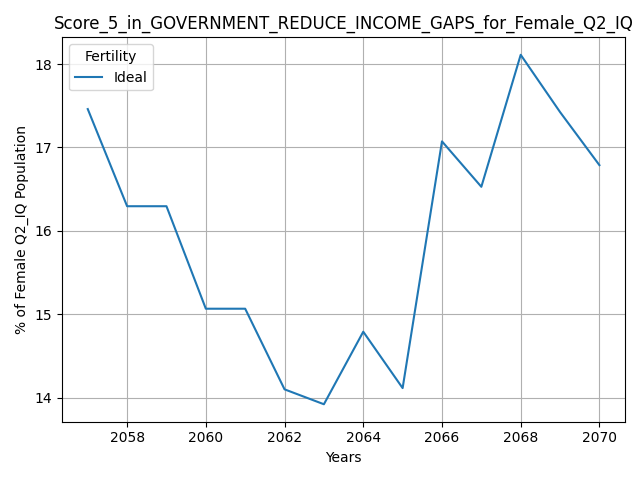 Score_5_in_GOVERNMENT_REDUCE_INCOME_GAPS_for_Female_Q2_IQ
Fertility
Ideal
18
17
16
15
14
% of Female Q2_IQ Population
2058 2060 2062 2064 2066 2068 2070
Years